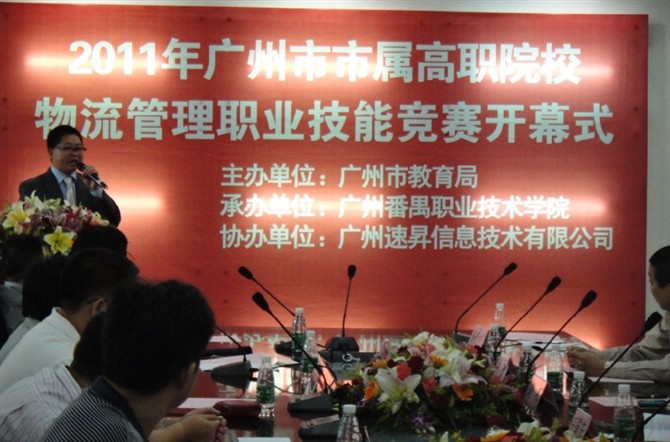 2011年广州市市属高职院校
物流管理职业技能竞赛开幕式
主办单位：广州市教育局
承办单位：广州番禺职业技术学院
协办单位：广州速昇信息技术有限公司